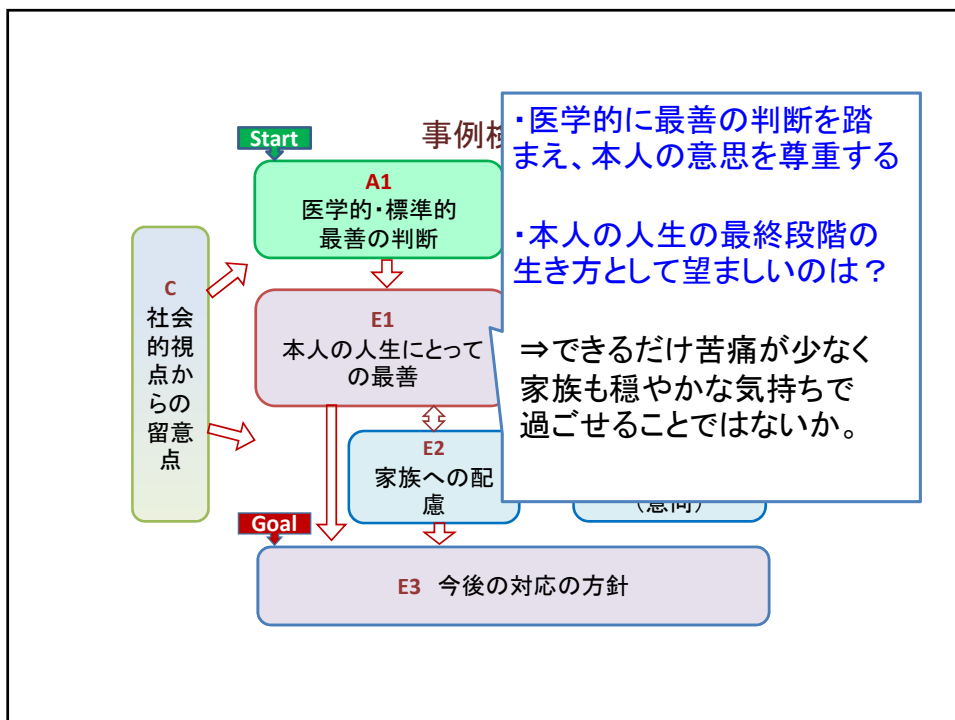 事例検
Start
A1
医学的・標準的
最善の判断
C
社会
的視
点か
らの
留意
点
E1
本人の人生にとって
の最善
E2
家族への配
慮
(意向)
Goal
E3 今後の対応の方針
・医学的に最善の判断を踏
まえ、本人の意思を尊重する
・本人の人生の最終段階の
生き方として望ましいのは?
⇒できるだけ苦痛が少なく
家族も穏やかな気持ちで
過ごせることではないか。